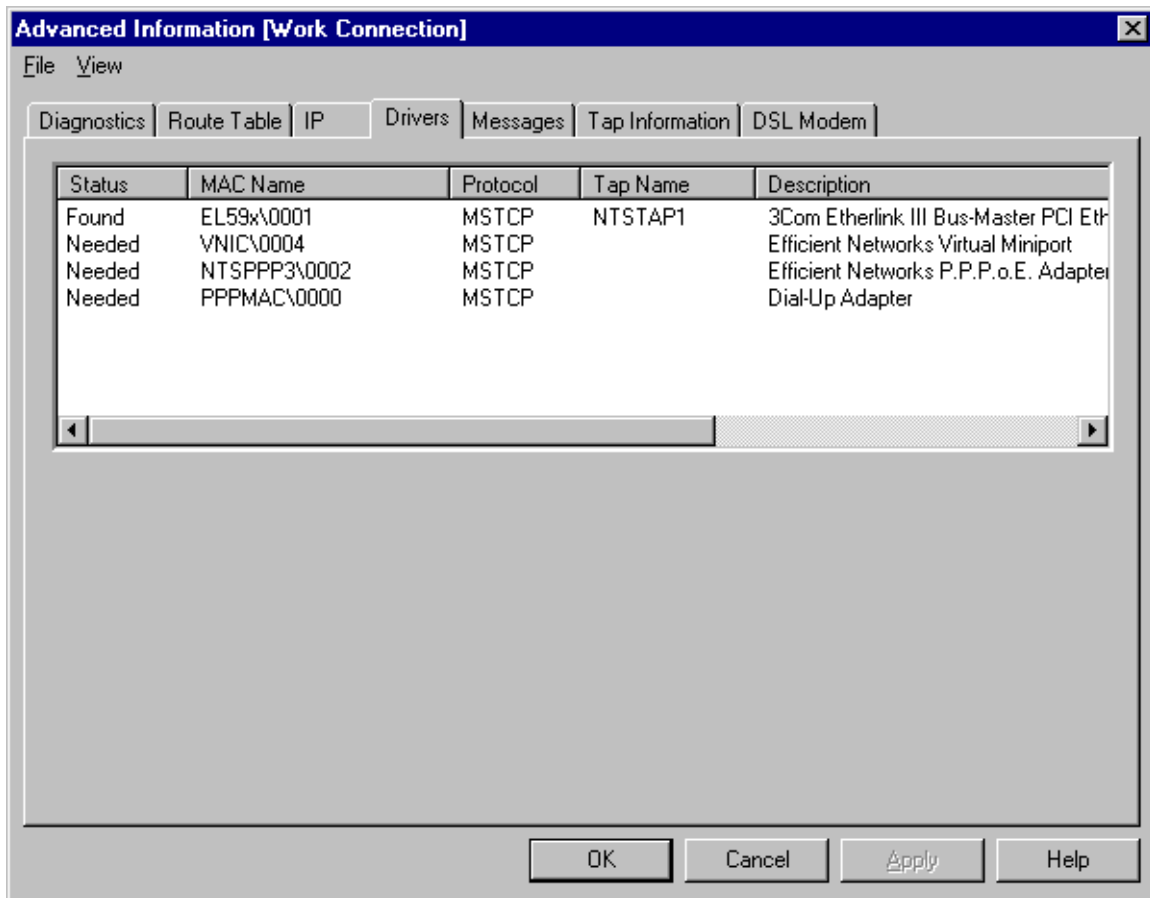 Advanced Information [Work Connection]
File View
Diagnostics Route Table IP Drivers Messages Tap Information DSL Modem
Status MAC Name Protocol Tap Name Description
Found EL59x\0001 MSTCP NTSTAP1 3Com Etherlink III Bus-Master PCI Eth
Needed VNIC\0004 MSTCP Efficient Networks Virtual Miniport
Needed NTSPPP3\0002 MSTCP Efficient Networks P.P.P.o.E. Adapter
Needed PPPMAC\0000 MSTCP Dial-Up Adapter
OK Cancel Apply Help